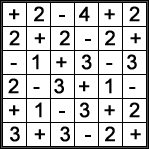 + 2 - 4 + 2
2 + 2 - 2 +
- 1 + 3 - 3
2 - 3 + 1 -
+ 1 - 3 + 2
3 + 3 - 2 +